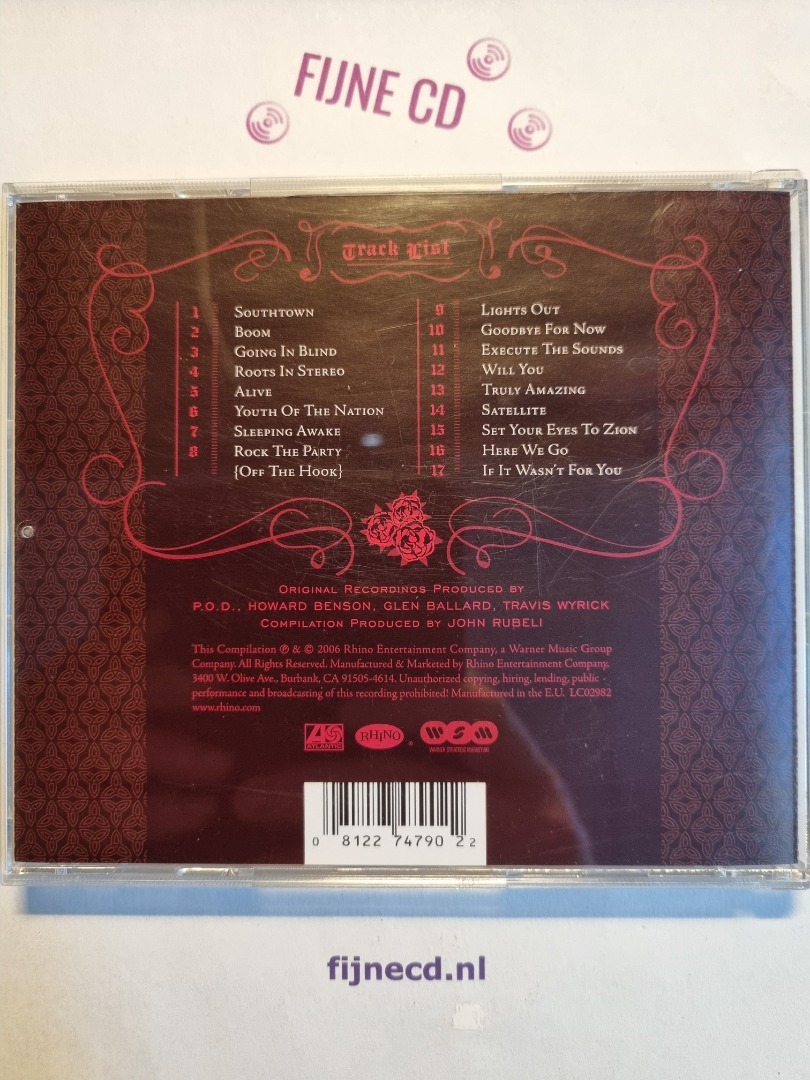 FIJNE CD
Track List
1 Southtown
2 Boom
3 Going In Blind
4 Roots In Stereo
5 Alive
6 Youth Of The Nation
7 Sleeping Awake
8 Rock The Party
{Off The Hook}
9 Lights Out
10 Goodbye For Now
11 Execute The Sounds
12 Will You
13 Truly Amazing
14 Satellite
15 Set Your Eyes To Zion
16 Here We Go
17 If It Wasn't For You
Original Recordings Produced by
P.O.D., HOWARD BENSON, GLEN BALLARD, TRAVIS WYRICK
Compilation Produced by JOHN RUBELI
This Compilation ℗ & © 2006 Rhino Entertainment Company, a Warner Music Group
Company. All Rights Reserved. Manufactured & Marketed by Rhino Entertainment Company,
3400 W. Olive Ave., Burbank, CA 91505-4614. Unauthorized copying, hiring, lending, public -
performance and broadcasting of this recording prohibited! Manufactured in the E.U. LC02982
www.rhino.com
ATLANTIC RHINO WSM WARNER STRATEGIC MARKETING
0 8122 74790 2 2
fijnecd.nl